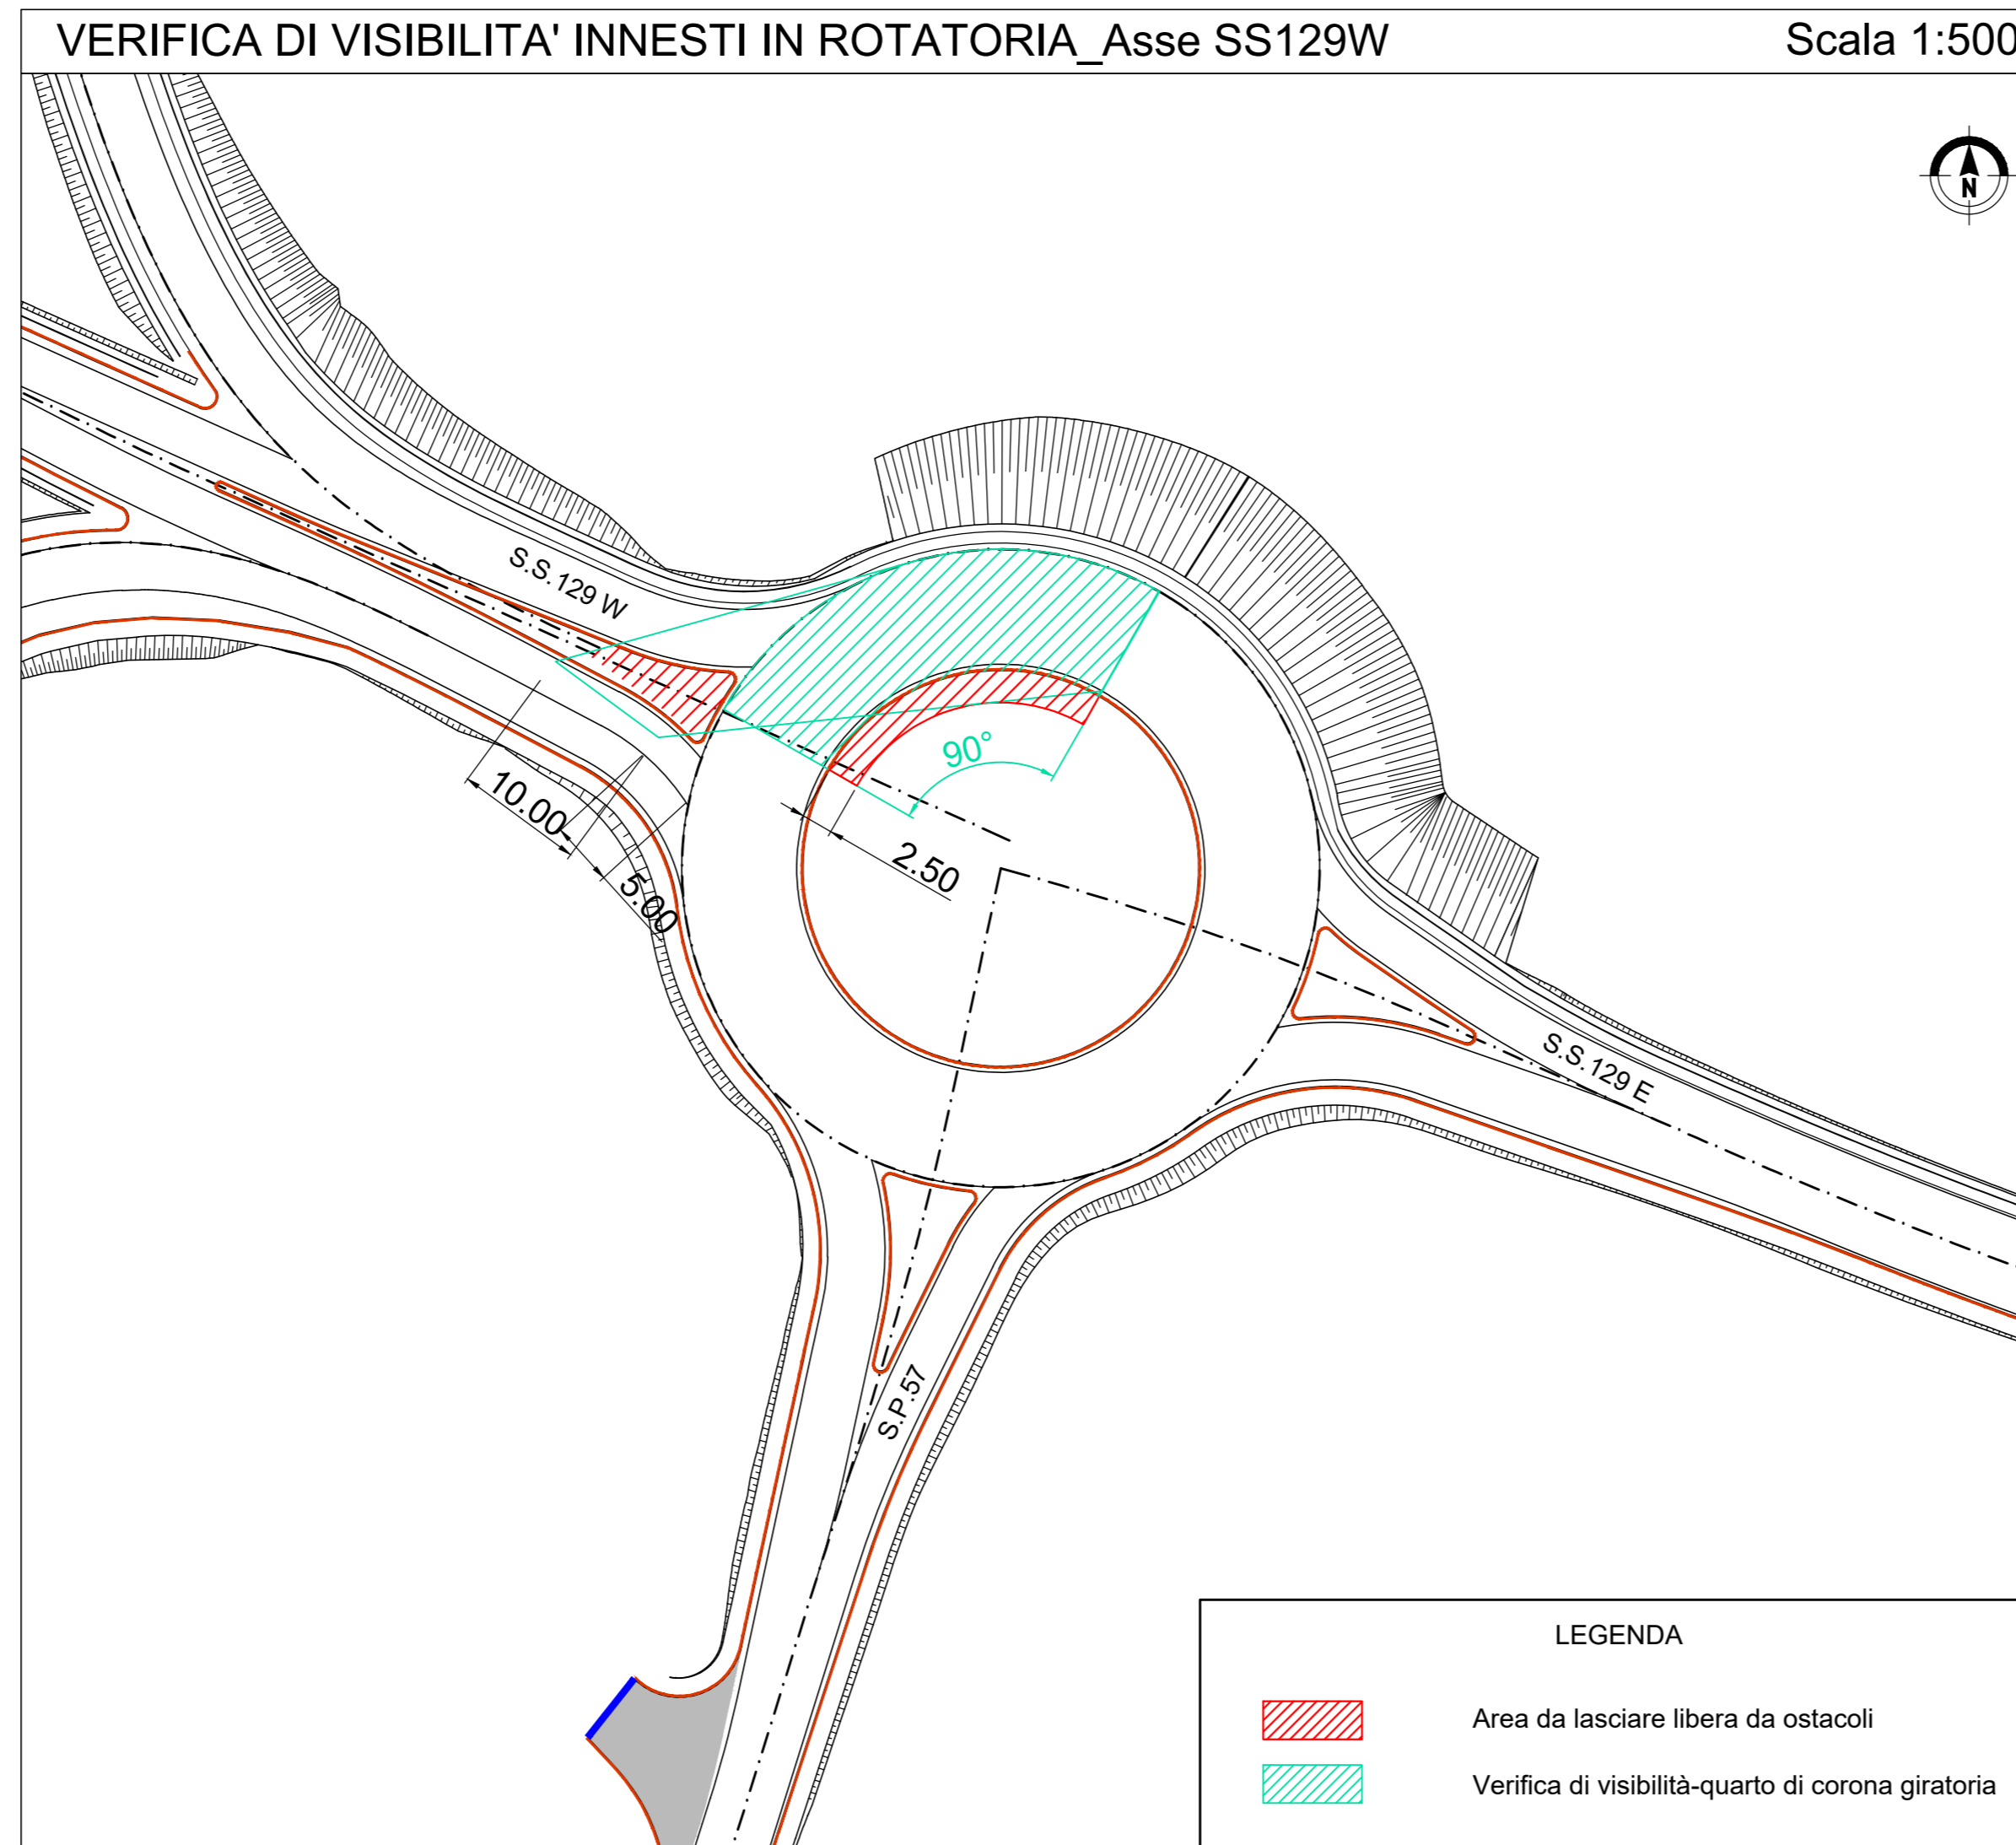 VERIFICA DI VISIBILITA' INNESTI IN ROTATORIA_Asse SS129W
Scala 1:500
N
S.S.129 W
90°
10.00
2.50
5.00
S.S.129 E
S.P.57
LEGENDA
Area da lasciare libera da ostacoli
Verifica di visibilità-quarto di corona giratoria